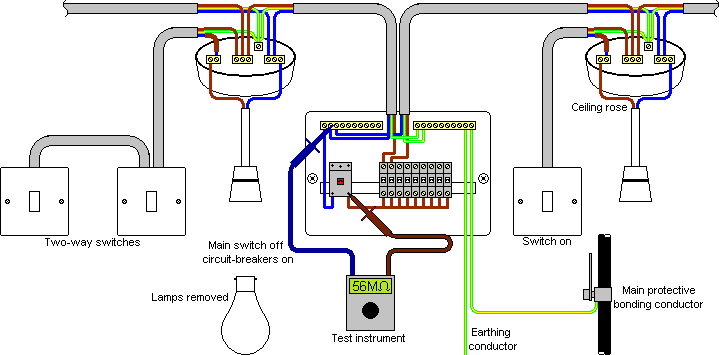 Ceiling rose
Two-way switches
Main switch off
circuit-breakers on
Switch on
Lamps removed
56MΩ
Main protective
bonding conductor
Test instrument
Earthing
conductor